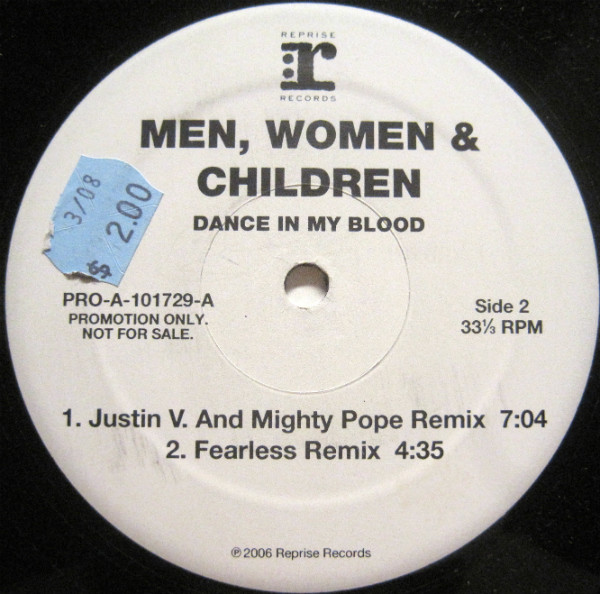 REPRISE
r
RECORDS
MEN, WOMEN &
CHILDREN
DANCE IN MY BLOOD
3/08
$2.00
PRO-A-101729-A
PROMOTION ONLY.
NOT FOR SALE.
Side 2
33⅓ RPM
1. Justin V. And Mighty Pope Remix 7:04
2. Fearless Remix 4:35
℗2006 Reprise Records